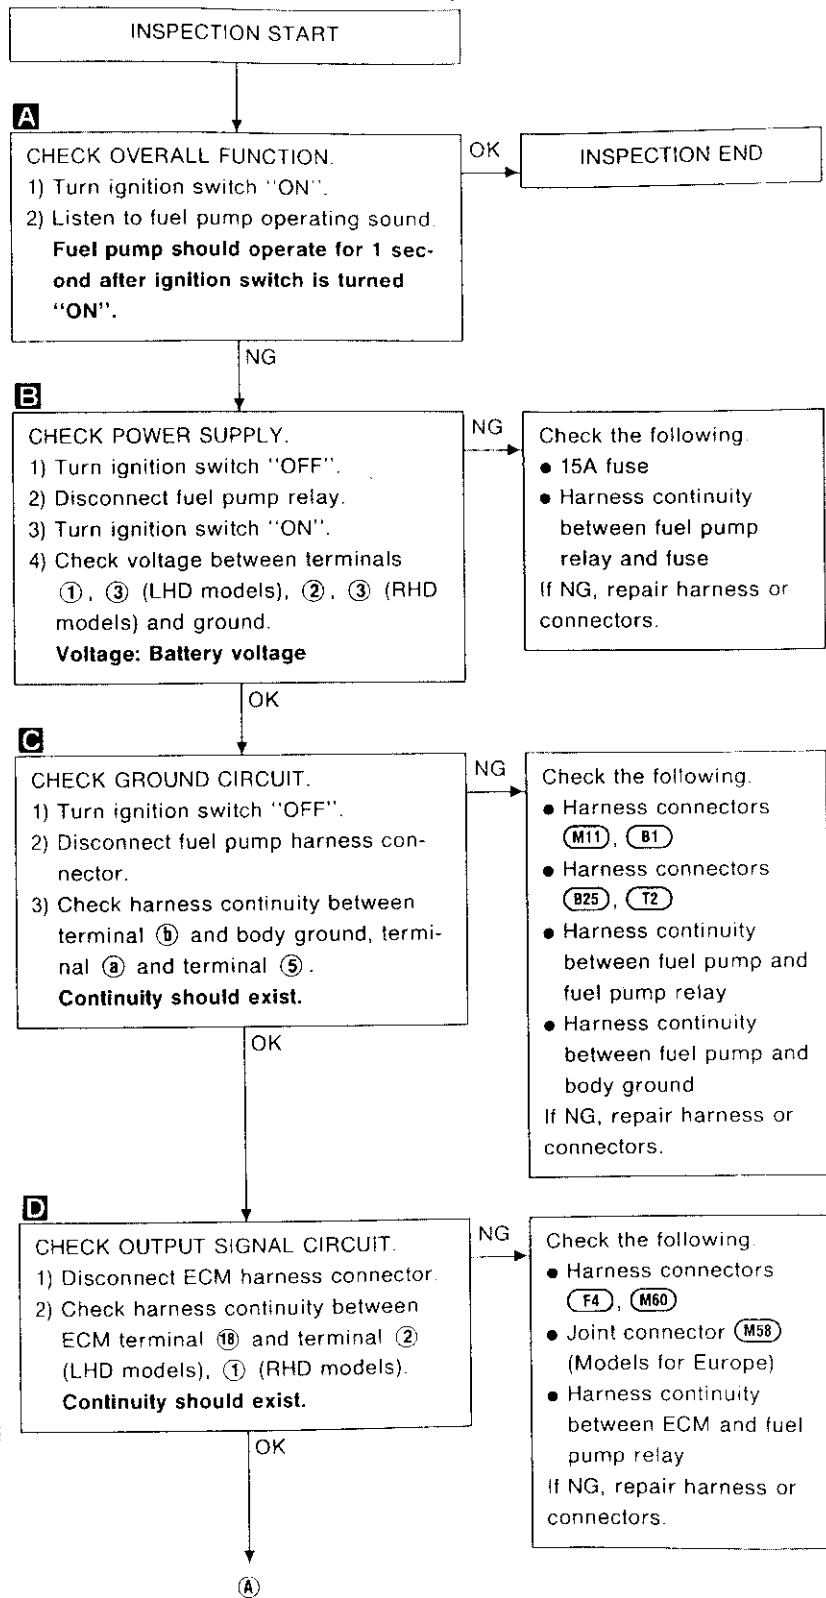 INSPECTION START
A
CHECK OVERALL FUNCTION.
1) Turn ignition switch "ON".
2) Listen to fuel pump operating sound.
Fuel pump should operate for 1 sec-
ond after ignition switch is turned
"ON".
OK
INSPECTION END
NG
B
CHECK POWER SUPPLY.
1) Turn ignition switch "OFF".
2) Disconnect fuel pump relay.
3) Turn ignition switch "ON".
4) Check voltage between terminals
①, ③ (LHD models), ②, ③ (RHD
models) and ground.
Voltage: Battery voltage
NG
Check the following.
● 15A fuse
● Harness continuity
between fuel pump
relay and fuse
If NG, repair harness or
connectors.
OK
C
CHECK GROUND CIRCUIT.
1) Turn ignition switch "OFF".
2) Disconnect fuel pump harness con-
nector.
3) Check harness continuity between
terminal ⓑ and body ground, termi-
nal ⓐ and terminal ⑤.
Continuity should exist.
NG
Check the following.
● Harness connectors
M11, B1
● Harness connectors
B25, T2
● Harness continuity
between fuel pump and
fuel pump relay
● Harness continuity
between fuel pump and
body ground
If NG, repair harness or
connectors.
OK
D
CHECK OUTPUT SIGNAL CIRCUIT.
1) Disconnect ECM harness connector.
2) Check harness continuity between
ECM terminal ⑱ and terminal ②
(LHD models), ① (RHD models).
Continuity should exist.
NG
Check the following.
● Harness connectors
F4, M60
● Joint connector M58
(Models for Europe)
● Harness continuity
between ECM and fuel
pump relay
If NG, repair harness or
connectors.
OK
Ⓐ